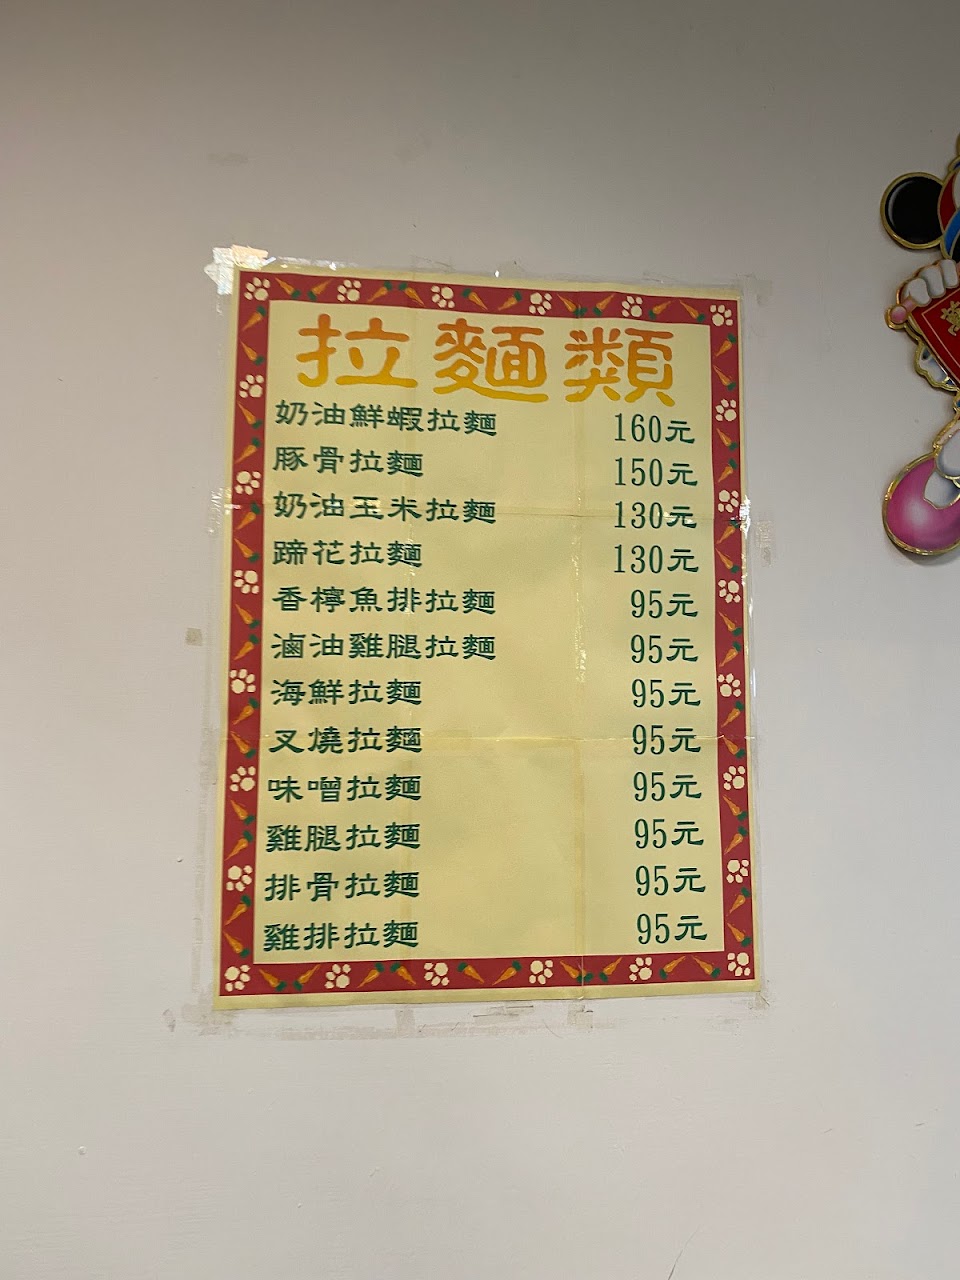 拉麵類
奶油鮮蝦拉麵 160元
豚骨拉麵 150元
奶油玉米拉麵 130元
蹄花拉麵 130元
香檸魚排拉麵 95元
滷油雞腿拉麵 95元
海鮮拉麵 95元
叉燒拉麵 95元
味噌拉麵 95元
雞腿拉麵 95元
排骨拉麵 95元
雞排拉麵 95元